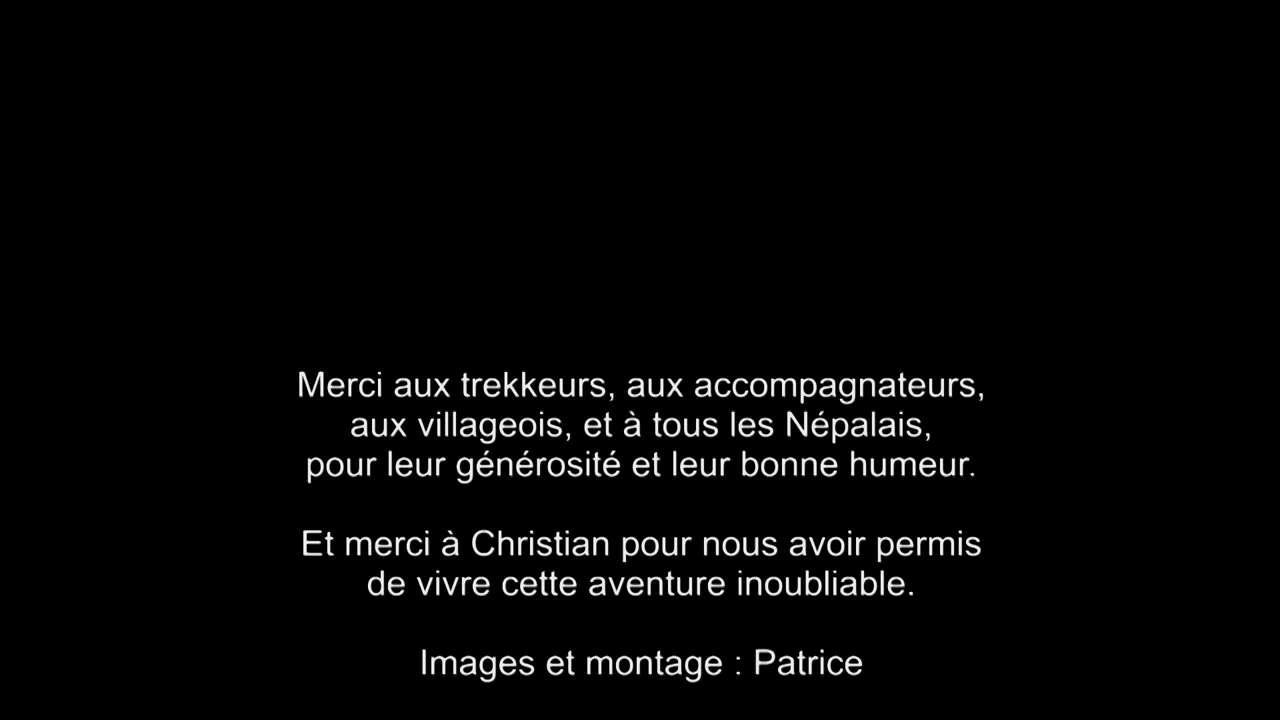 Merci aux trekkeurs, aux accompagnateurs,
aux villageois, et à tous les Népalais,
pour leur générosité et leur bonne humeur.
Et merci à Christian pour nous avoir permis
de vivre cette aventure inoubliable.
Images et montage : Patrice